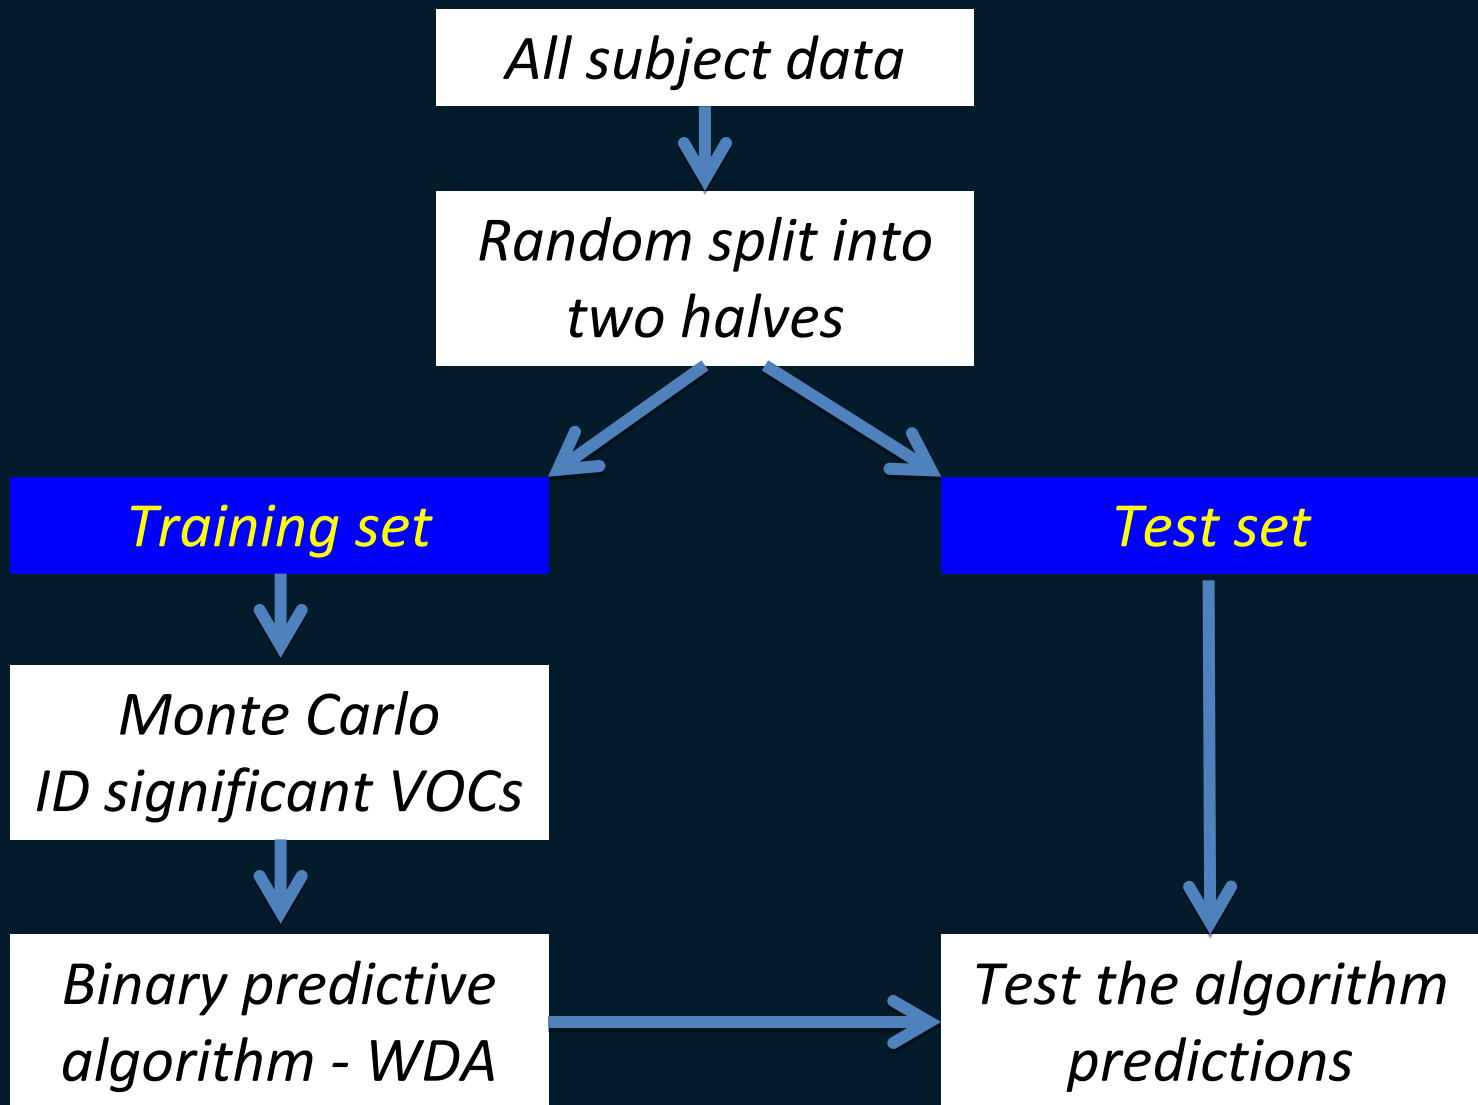 All subject data
Random split into
two halves
Training set
Test set
Monte Carlo
ID significant VOCs
Binary predictive
algorithm - WDA
Test the algorithm
predictions